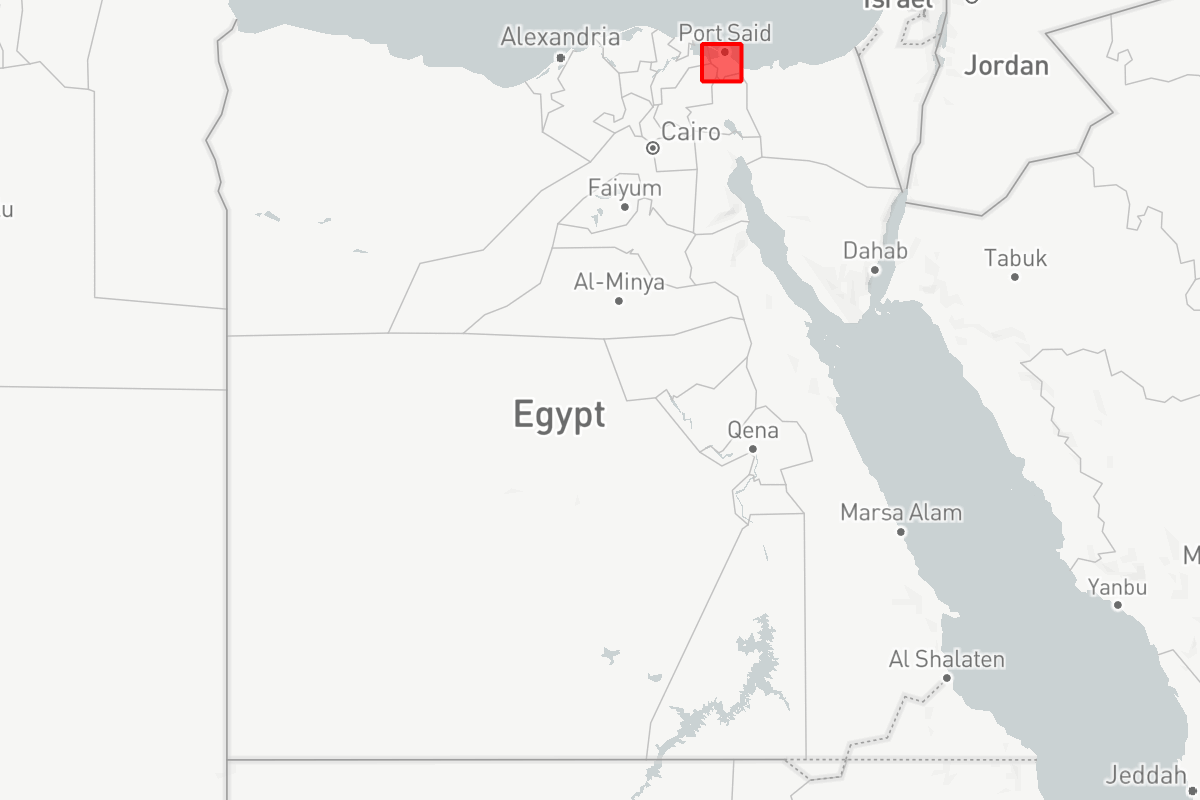 Israel
Port Said
Alexandria
Jordan
Cairo
Faiyum
Dahab
Tabuk
Al-Minya
Egypt
Qena
Marsa Alam
Yanbu
Al Shalaten
Jeddah